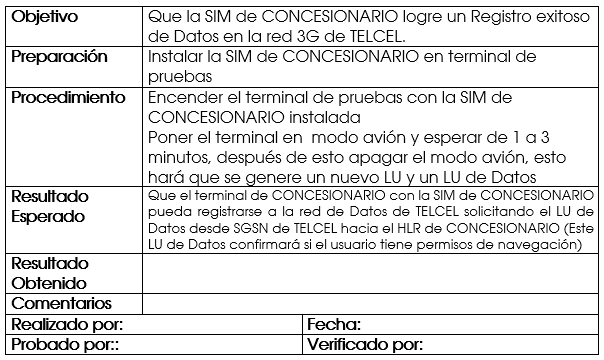 Objetivo Que la SIM de CONCESIONARIO logre un Registro exitoso
de Datos en la red 3G de TELCEL.
Preparación Instalar la SIM de CONCESIONARIO en terminal de
pruebas
Procedimiento Encender el terminal de pruebas con la SIM de
CONCESIONARIO instalada
Poner el terminal en modo avión y esperar de 1 a 3
minutos, después de esto apagar el modo avión, esto
hará que se genere un nuevo LU y un LU de Datos
Resultado Esperado Que el terminal de CONCESIONARIO con la SIM de CONCESIONARIO
pueda registrarse a la red de Datos de TELCEL solicitando el LU de
Datos desde SGSN de TELCEL hacia el HLR de CONCESIONARIO (Este
LU de Datos confirmará si el usuario tiene permisos de navegación)
Resultado
Obtenido
Comentarios
Realizado por: Fecha:
Probado por:: Verificado por: